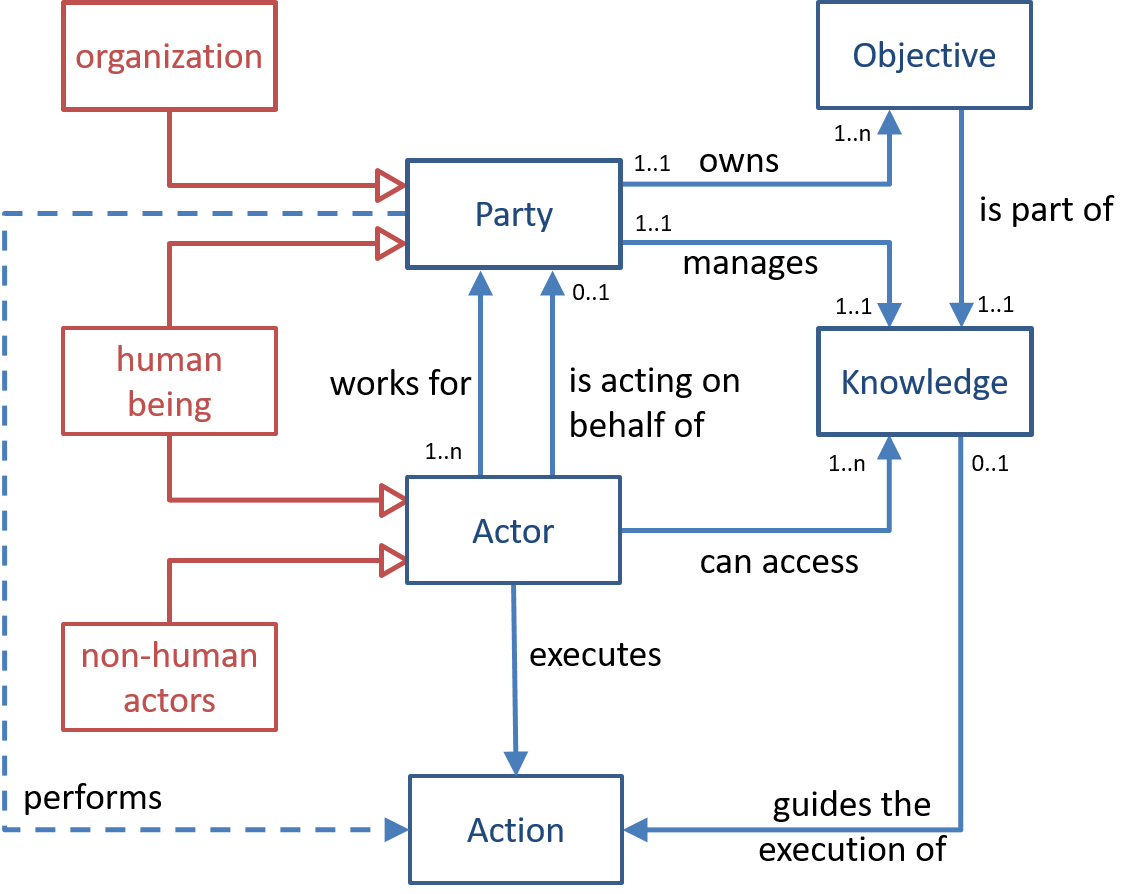 organization
Objective
1..n
1..1
owns
Party
1..1
manages
is part of
0..1
1..1
1..1
human
being
works for
is acting on
behalf of
Knowledge
1..n
1..n
0..1
Actor
can access
non-human
actors
executes
performs
Action
guides the
execution of